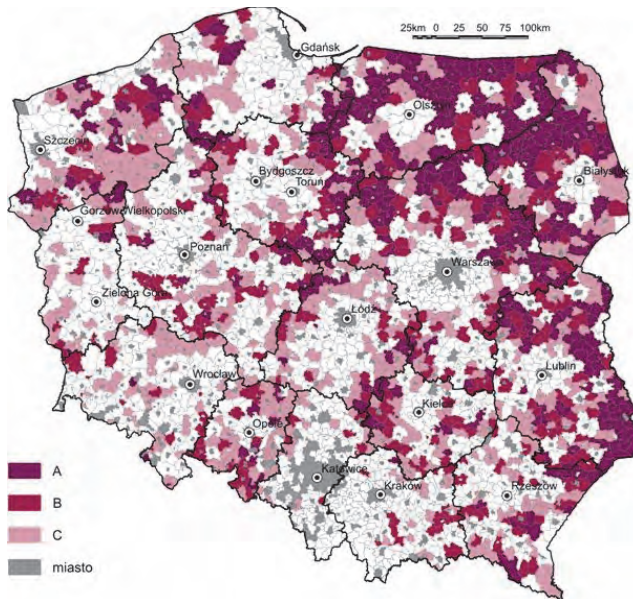 25km 0 25 50 100km
Gdańsk
Olsztyn
Szczecin
Bydgoszcz
Toruń
Białystok
Gorzów Wielkopolski
Poznań
Warszawa
Zielona Góra
Łódź
Wrocław
Lublin
Opole
Kielce
A
Katowice
B
Kraków
Rzeszów
C
miasto